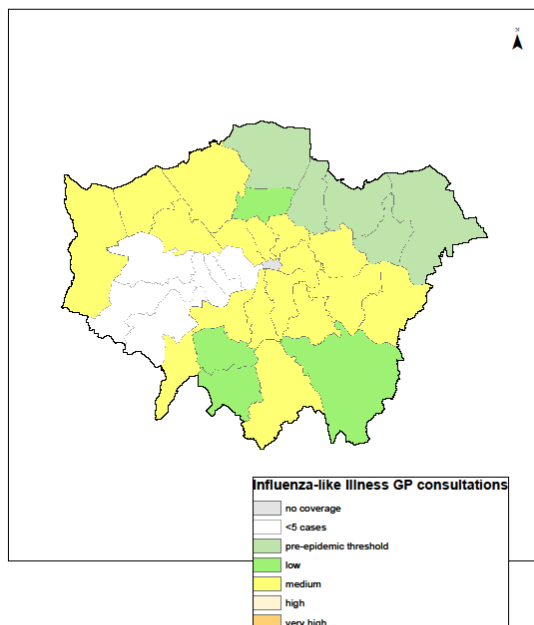 N
Influenza-like Illness GP consultations
no coverage
<5 cases
pre-epidemic threshold
low
medium
high
very high